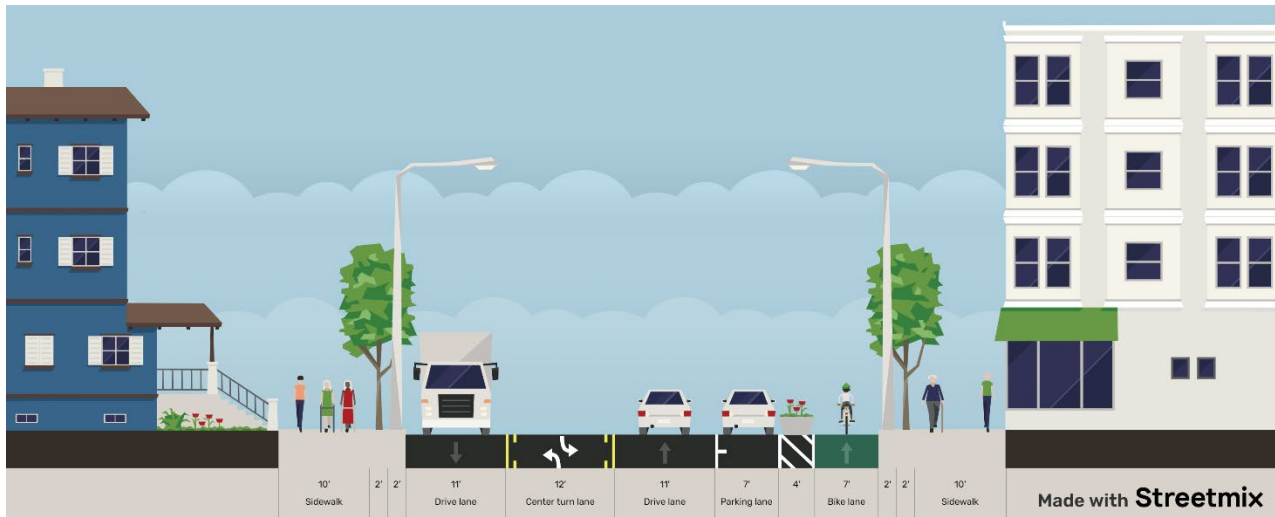 10' 2' 2' 11' 12' 11' 7' 4' 7' 2' 2' 10'
Sidewalk Drive lane Center turn lane Drive lane Parking lane Bike lane Sidewalk
Made with Streetmix